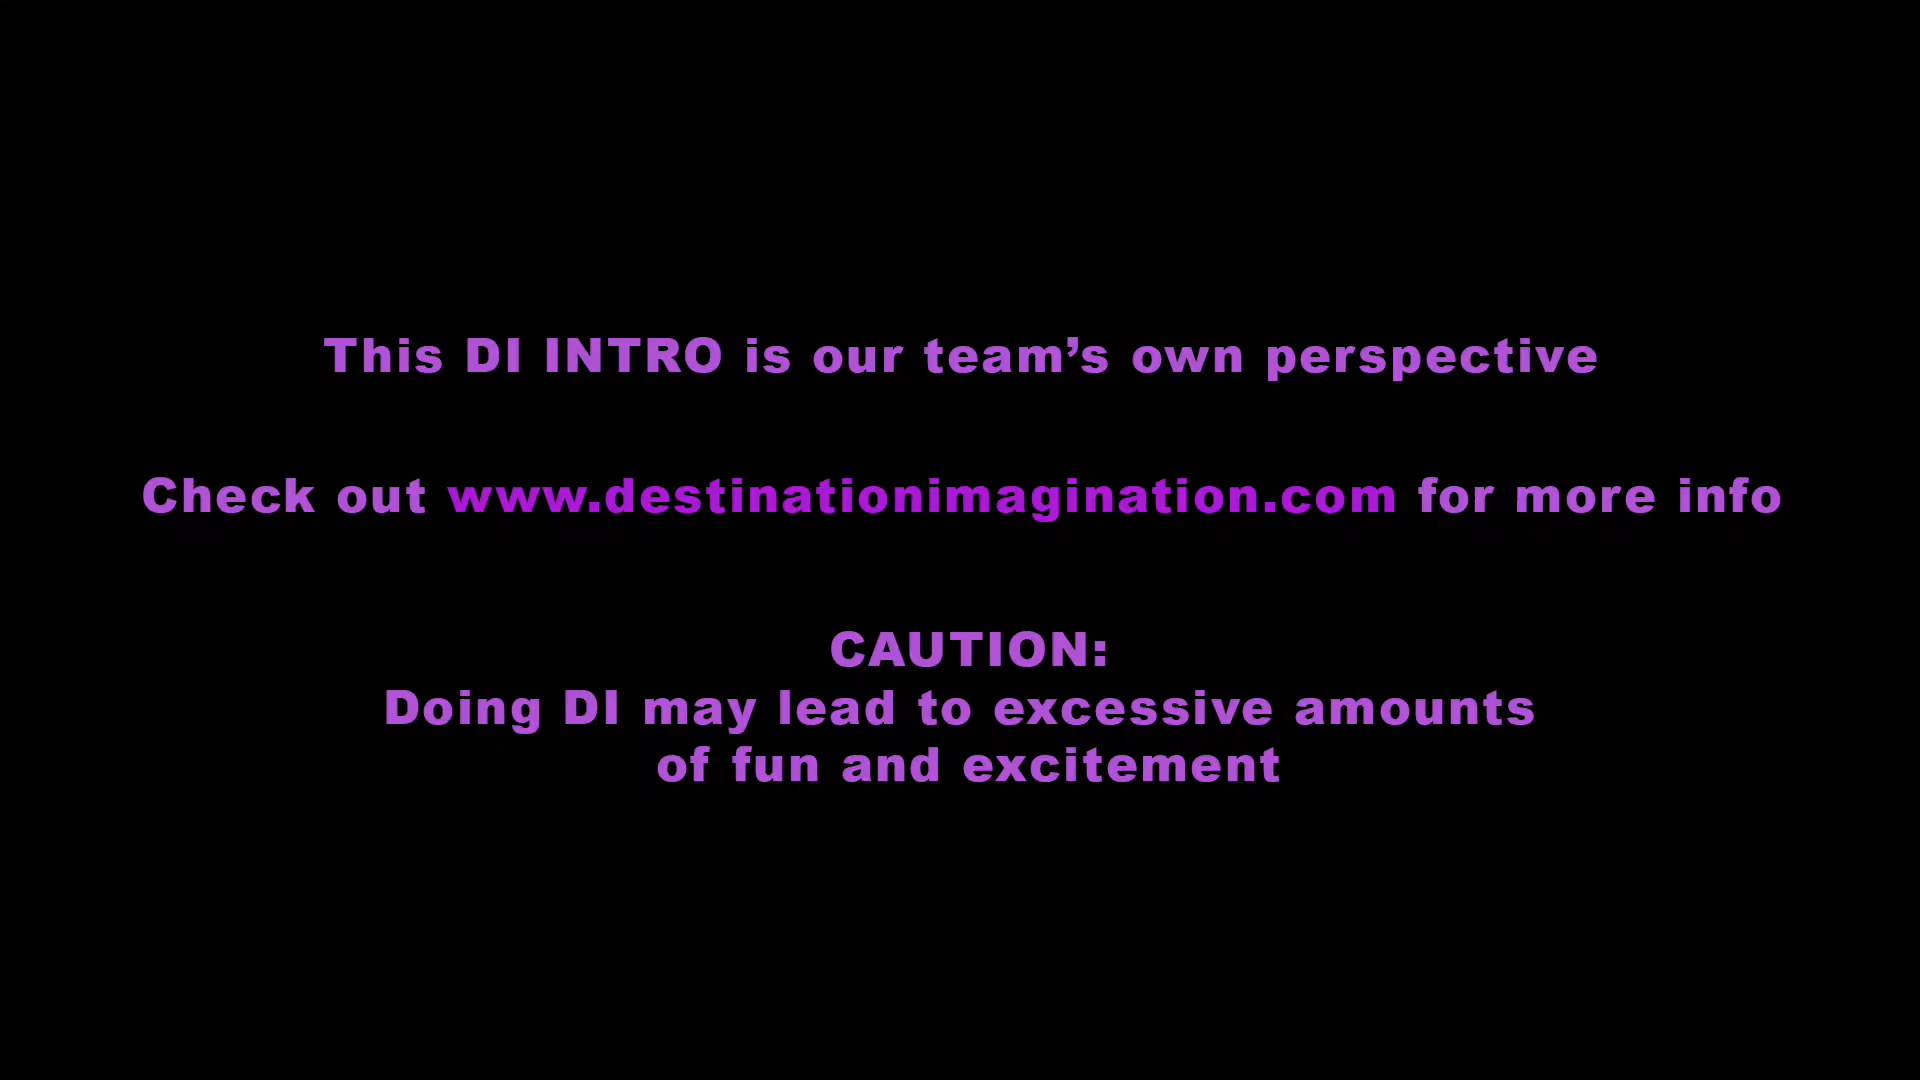 This DI INTRO is our team’s own perspective
Check out www.destinationimagination.com for more info
CAUTION:
Doing DI may lead to excessive amounts
of fun and excitement